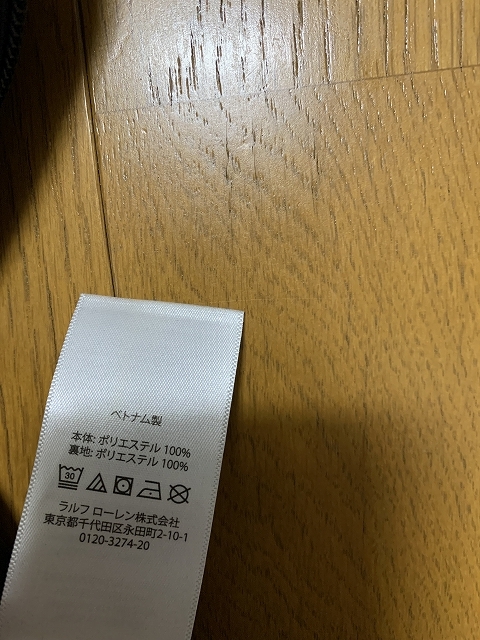 ベトナム製
本体: ポリエステル 100%
裏地: ポリエステル 100%
30
ラルフ ローレン株式会社
東京都千代田区永田町2-10-1
0120-3274-20